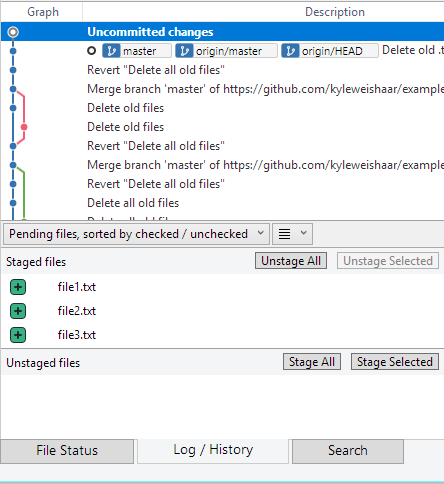 Graph Description
Uncommitted changes
master origin/master origin/HEAD Delete old .t
Revert "Delete all old files"
Merge branch 'master' of https://github.com/kyleweishaar/example
Delete old files
Delete old files
Revert "Delete all old files"
Merge branch 'master' of https://github.com/kyleweishaar/example
Revert "Delete all old files"
Delete all old files
Delete all old files
Pending files, sorted by checked / unchecked
Staged files Unstage All Unstage Selected
file1.txt
file2.txt
file3.txt
Unstaged files Stage All Stage Selected
File Status Log / History Search